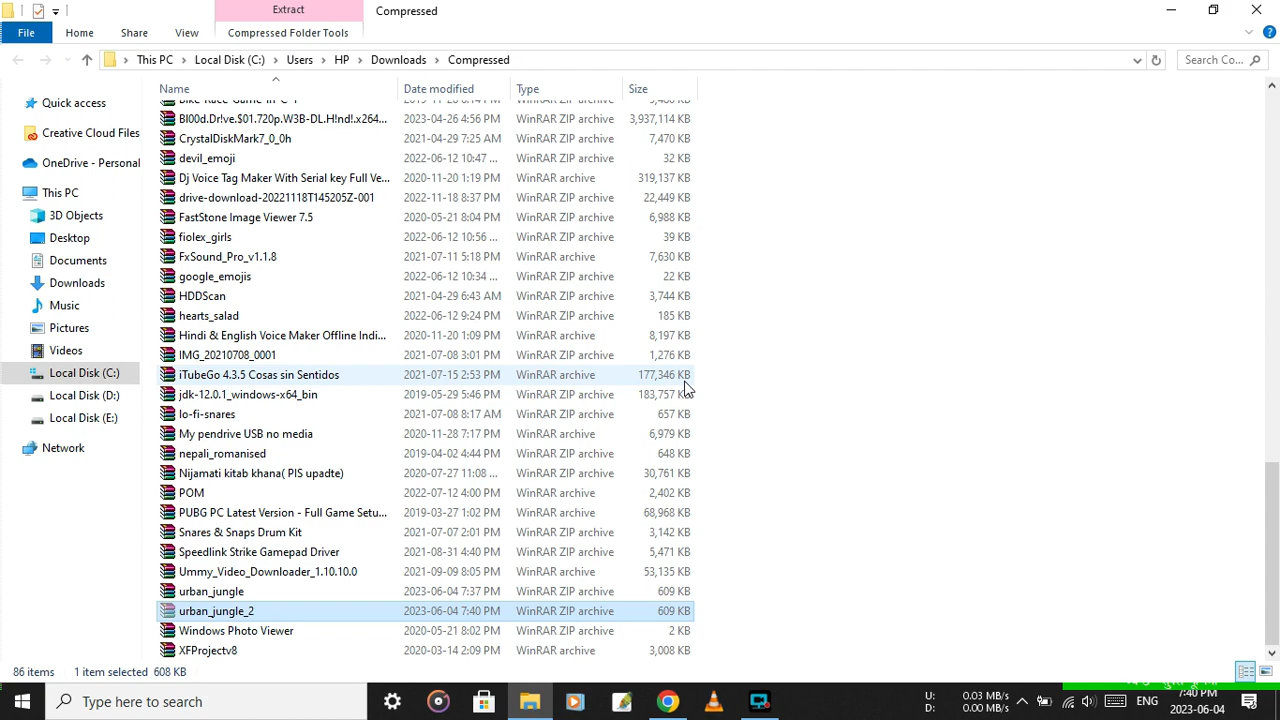 Extract
Compressed
File
Home
Share
View
Compressed Folder Tools
This PC
Local Disk (C:)
Users
HP
Downloads
Compressed
Search Co...
Name
Date modified
Type
Size
Bl00d.Dr!ve.$01.720p.W3B-DL.H!nd!.x264... 2023-04-26 4:56 PM WinRAR ZIP archive 3,937,114 KB
CrystalDiskMark7_0_0h 2021-04-29 7:25 AM WinRAR ZIP archive 7,470 KB
devil_emoji 2022-06-12 10:47 ... WinRAR ZIP archive 32 KB
Dj Voice Tag Maker With Serial key Full Ve... 2020-11-20 1:19 PM WinRAR archive 319,137 KB
drive-download-20221118T145205Z-001 2022-11-18 8:37 PM WinRAR ZIP archive 22,449 KB
FastStone Image Viewer 7.5 2020-05-21 8:04 PM WinRAR ZIP archive 6,988 KB
fiolex_girls 2022-06-12 10:56 ... WinRAR ZIP archive 39 KB
FxSound_Pro_v1.1.8 2021-07-11 5:18 PM WinRAR ZIP archive 7,630 KB
google_emojis 2022-06-12 10:34 ... WinRAR ZIP archive 22 KB
HDDScan 2021-04-29 6:43 AM WinRAR ZIP archive 3,744 KB
hearts_salad 2022-06-12 9:24 PM WinRAR ZIP archive 185 KB
Hindi & English Voice Maker Offline Indi... 2020-11-20 1:09 PM WinRAR archive 8,197 KB
IMG_20210708_0001 2021-07-08 3:01 PM WinRAR ZIP archive 1,276 KB
iTubeGo 4.3.5 Cosas sin Sentidos 2021-07-15 2:53 PM WinRAR archive 177,346 KB
jdk-12.0.1_windows-x64_bin 2019-05-29 5:46 PM WinRAR ZIP archive 183,757 KB
lo-fi-snares 2021-07-08 8:17 AM WinRAR ZIP archive 657 KB
My pendrive USB no media 2020-11-28 7:17 PM WinRAR archive 6,979 KB
nepali_romanised 2019-04-02 4:44 PM WinRAR ZIP archive 648 KB
Nijamati kitab khana( PIS upadte) 2020-07-27 11:08 ... WinRAR archive 30,761 KB
POM 2022-07-12 4:00 PM WinRAR archive 2,402 KB
PUBG PC Latest Version - Full Game Setu... 2019-03-27 1:02 PM WinRAR archive 68,968 KB
Snares & Snaps Drum Kit 2021-07-07 2:01 PM WinRAR ZIP archive 3,142 KB
Speedlink Strike Gamepad Driver 2021-08-31 4:40 PM WinRAR ZIP archive 5,471 KB
Ummy_Video_Downloader_1.10.10.0 2021-09-09 8:05 PM WinRAR ZIP archive 53,135 KB
urban_jungle 2023-06-04 7:37 PM WinRAR ZIP archive 609 KB
urban_jungle_2 2023-06-04 7:40 PM WinRAR ZIP archive 609 KB
Windows Photo Viewer 2020-05-21 8:02 PM WinRAR ZIP archive 2 KB
XFProjectv8 2020-03-14 2:09 PM WinRAR archive 3,008 KB
Quick access
Creative Cloud Files
OneDrive - Personal
This PC
3D Objects
Desktop
Documents
Downloads
Music
Pictures
Videos
Local Disk (C:)
Local Disk (D:)
Local Disk (E:)
Network
86 items 1 item selected 608 KB
Type here to search
U: 0.03 MB/s
D: 0.00 MB/s
ENG
7:40 PM
2023-06-04